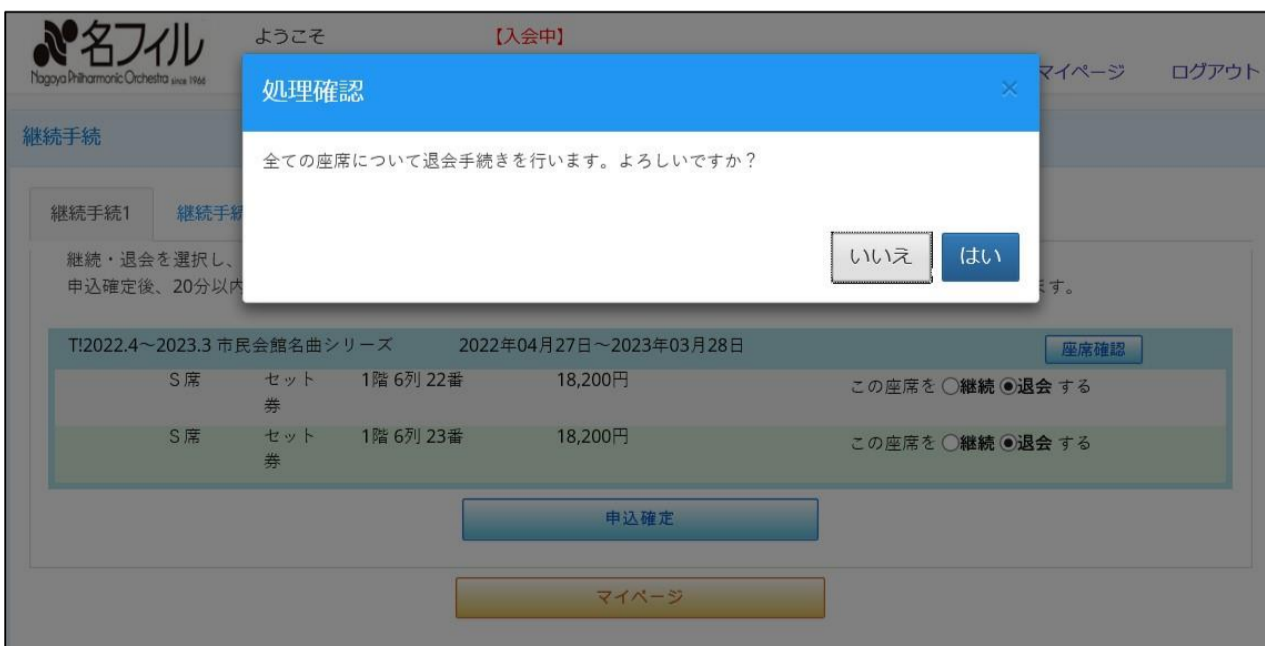 名フィル
Nagoya Philharmonic Orchestra since 1966
ようこそ 【入会中】
マイページ ログアウト
処理確認
×
継続手続
全ての座席について退会手続きを行います。よろしいですか？
継続手続1 継続手続
いいえ はい
継続・退会を選択し、
申込確定後、20分以内 ます。
T!2022.4～2023.3 市民会館名曲シリーズ 2022年04月27日～2023年03月28日 座席確認
S席 セット券 1階 6列 22番 18,200円 この座席を ○継続 ◉退会 する
S席 セット券 1階 6列 23番 18,200円 この座席を ○継続 ◉退会 する
申込確定
マイページ